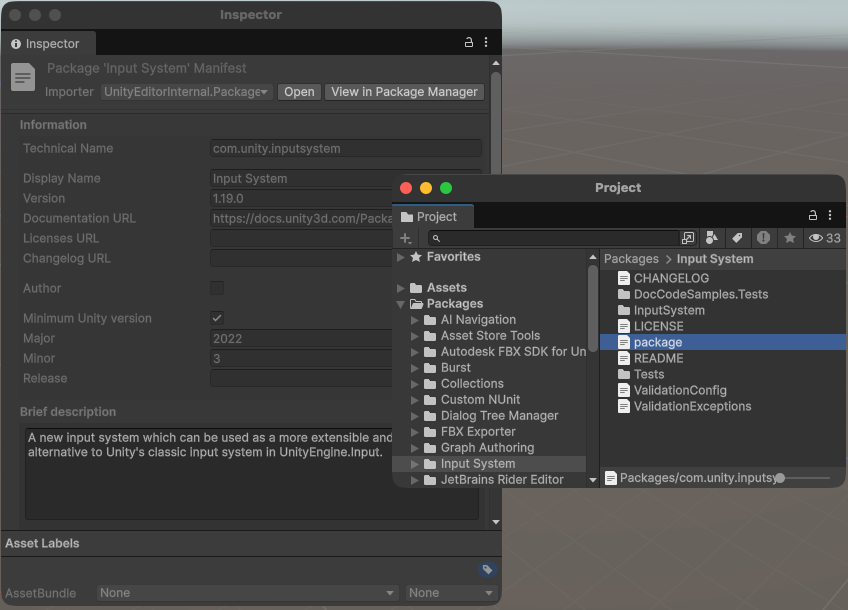 Inspector
Inspector
Package 'Input System' Manifest
Importer UnityEditorInternal.Package Open View in Package Manager
Information
Technical Name com.unity.inputsystem
Display Name Input System
Version 1.19.0
Documentation URL https://docs.unity3d.com/Packa
Licenses URL
Changelog URL
Author
Minimum Unity version
Major 2022
Minor 3
Release
Brief description
A new input system which can be used as a more extensible and
alternative to Unity's classic input system in UnityEngine.Input.
Asset Labels
AssetBundle None None
Project
Project
33
Favorites
Assets
Packages
AI Navigation
Asset Store Tools
Autodesk FBX SDK for Un
Burst
Collections
Custom NUnit
Dialog Tree Manager
FBX Exporter
Graph Authoring
Input System
JetBrains Rider Editor
Packages > Input System
CHANGELOG
DocCodeSamples.Tests
InputSystem
LICENSE
package
README
Tests
ValidationConfig
ValidationExceptions
Packages/com.unity.inputsy